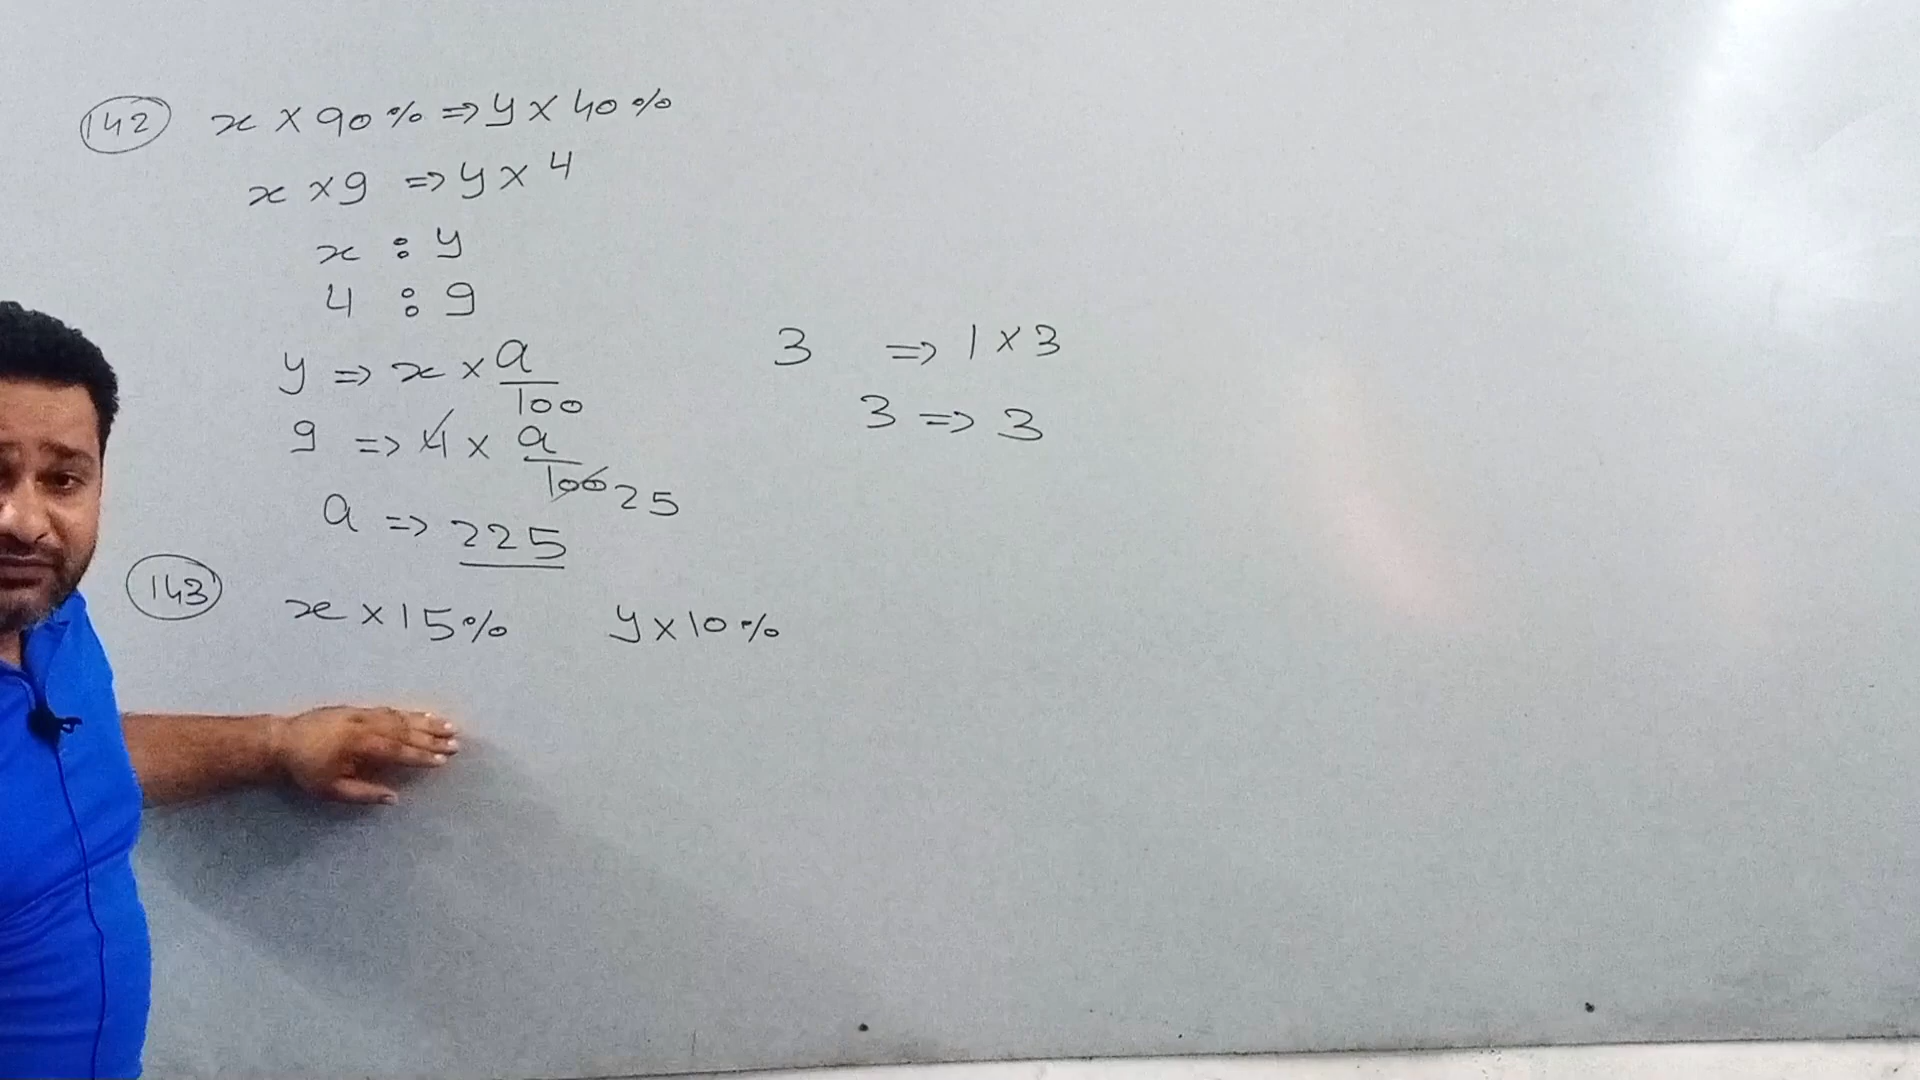 142 x × 90% => y × 40%
x × 9 => y × 4
x : y
4 : 9
y => x × a/100
9 => 4 × a/100 25
a => 225
3 => 1 × 3
3 => 3
143 x × 15% y × 10%